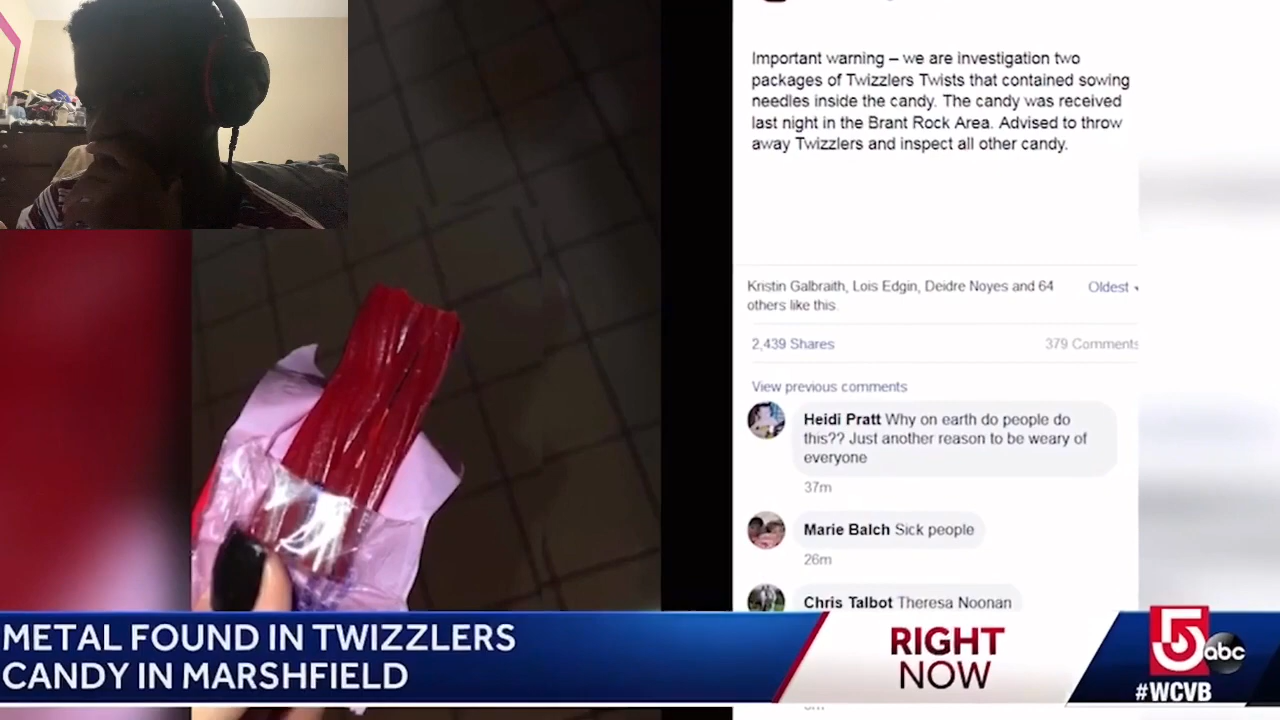 Important warning – we are investigation two
packages of Twizzlers Twists that contained sowing
needles inside the candy. The candy was received
last night in the Brant Rock Area. Advised to throw
away Twizzlers and inspect all other candy.
Kristin Galbraith, Lois Edgin, Deidre Noyes and 64
others like this.
Oldest
2,439 Shares
379 Comments
View previous comments
Heidi Pratt Why on earth do people do
this?? Just another reason to be weary of
everyone
37m
Marie Balch Sick people
26m
Chris Talbot Theresa Noonan
METAL FOUND IN TWIZZLERS
CANDY IN MARSHFIELD
RIGHT
NOW
5
abc
#WCVB